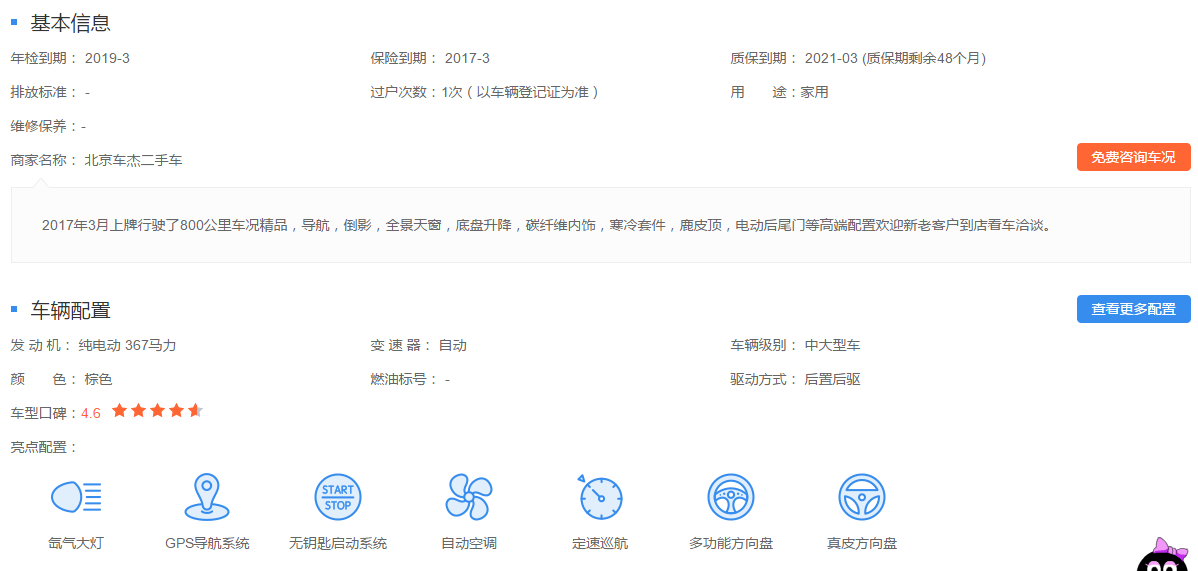 基本信息
年检到期： 2019-3 保险到期： 2017-3 质保到期： 2021-03 (质保期剩余48个月)
排放标准： - 过户次数：1次（以车辆登记证为准） 用 途：家用
维修保养：-
商家名称： 北京车杰二手车 免费咨询车况
2017年3月上牌行驶了800公里车况精品，导航，倒影，全景天窗，底盘升降，碳纤维内饰，寒冷套件，鹿皮顶，电动后尾门等高端配置欢迎新老客户到店看车洽谈。
车辆配置 查看更多配置
发 动 机： 纯电动 367马力 变 速 器： 自动 车辆级别： 中大型车
颜 色： 棕色 燃油标号： - 驱动方式： 后置后驱
车型口碑：4.6
亮点配置：
START
STOP
氙气大灯 GPS导航系统 无钥匙启动系统 自动空调 定速巡航 多功能方向盘 真皮方向盘